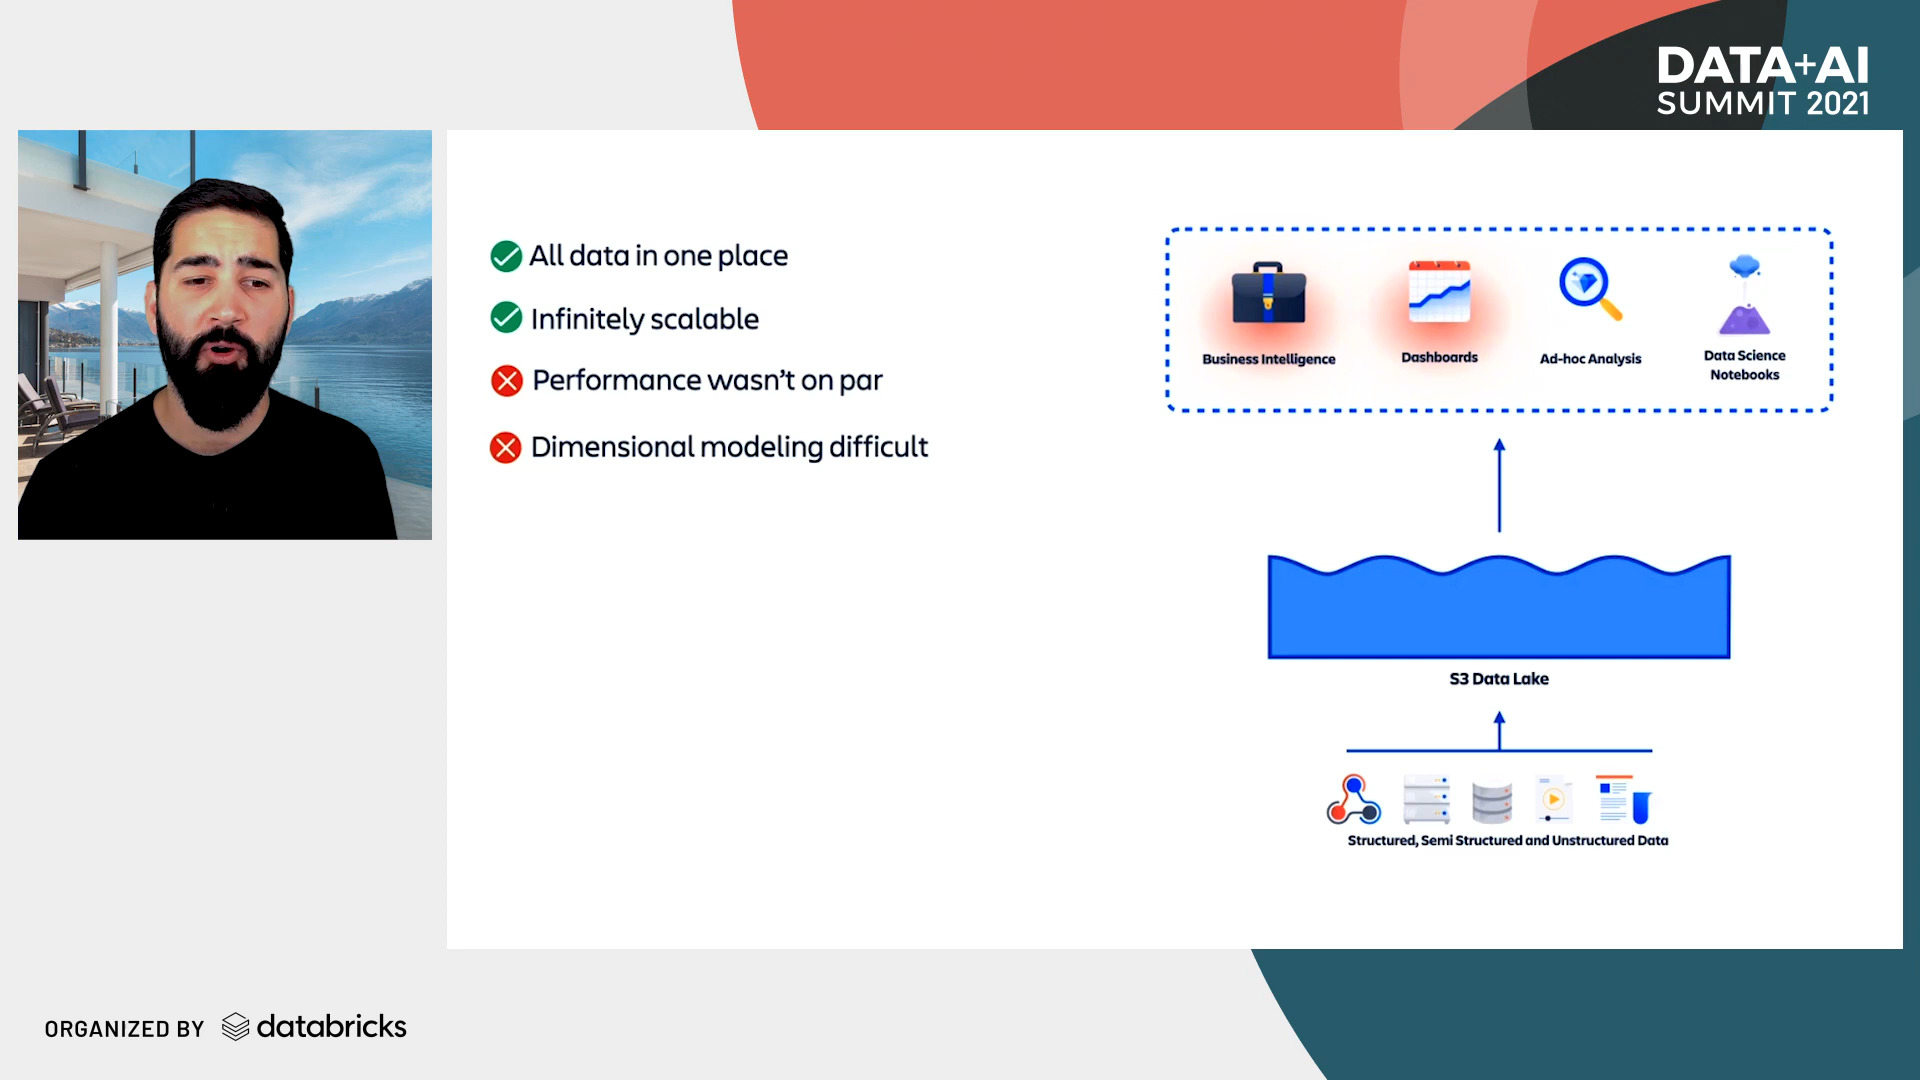 DATA+AI
SUMMIT 2021
All data in one place
Infinitely scalable
Performance wasn't on par
Dimensional modeling difficult
Business Intelligence
Dashboards
Ad-hoc Analysis
Data Science
Notebooks
S3 Data Lake
Structured, Semi Structured and Unstructured Data
ORGANIZED BY databricks